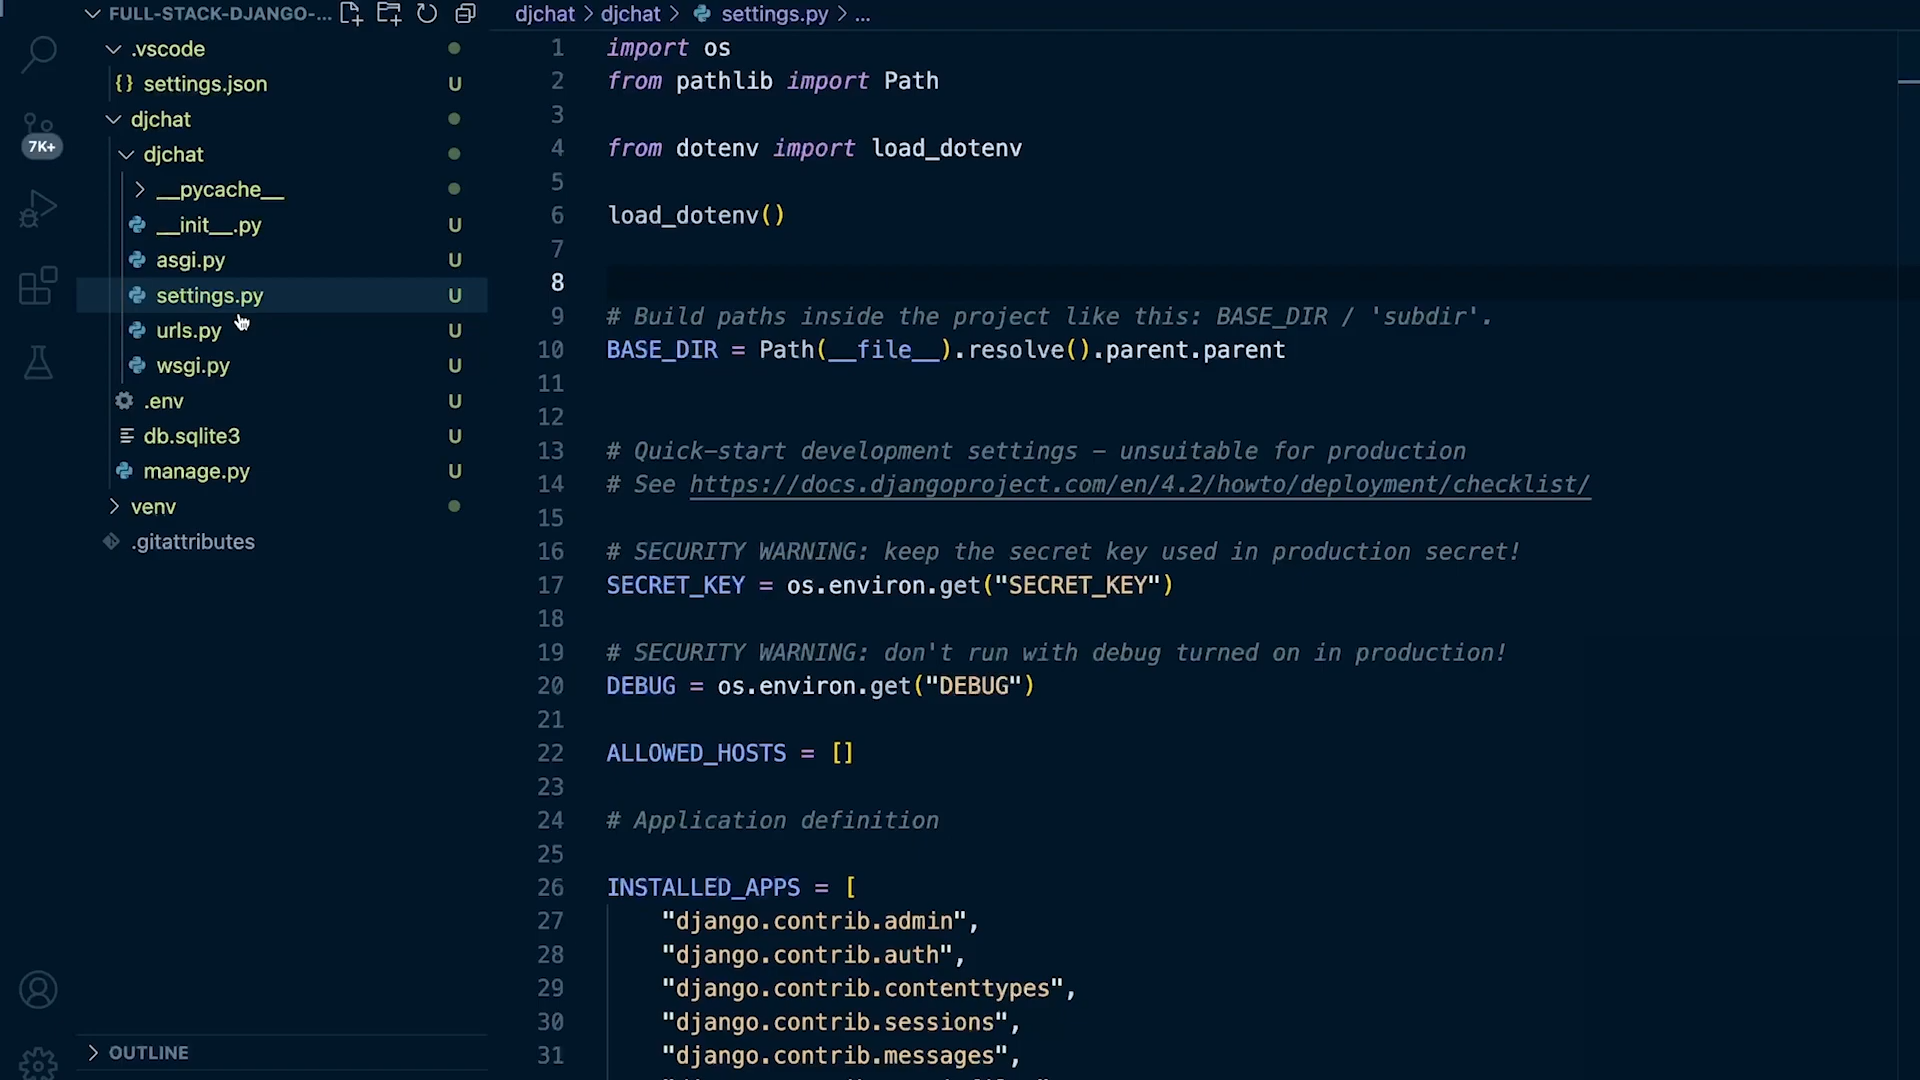 FULL-STACK-DJANGO-...
.vscode
{} settings.json U
djchat
djchat
7K+
__pycache__
__init__.py U
asgi.py U
settings.py U
urls.py U
wsgi.py U
.env U
db.sqlite3 U
manage.py U
venv
.gitattributes
OUTLINE
djchat > djchat > settings.py > ...
1 import os
2 from pathlib import Path
3
4 from dotenv import load_dotenv
5
6 load_dotenv()
7
8
9 # Build paths inside the project like this: BASE_DIR / 'subdir'.
10 BASE_DIR = Path(__file__).resolve().parent.parent
11
12
13 # Quick-start development settings - unsuitable for production
14 # See https://docs.djangoproject.com/en/4.2/howto/deployment/checklist/
15
16 # SECURITY WARNING: keep the secret key used in production secret!
17 SECRET_KEY = os.environ.get("SECRET_KEY")
18
19 # SECURITY WARNING: don't run with debug turned on in production!
20 DEBUG = os.environ.get("DEBUG")
21
22 ALLOWED_HOSTS = []
23
24 # Application definition
25
26 INSTALLED_APPS = [
27 "django.contrib.admin",
28 "django.contrib.auth",
29 "django.contrib.contenttypes",
30 "django.contrib.sessions",
31 "django.contrib.messages",